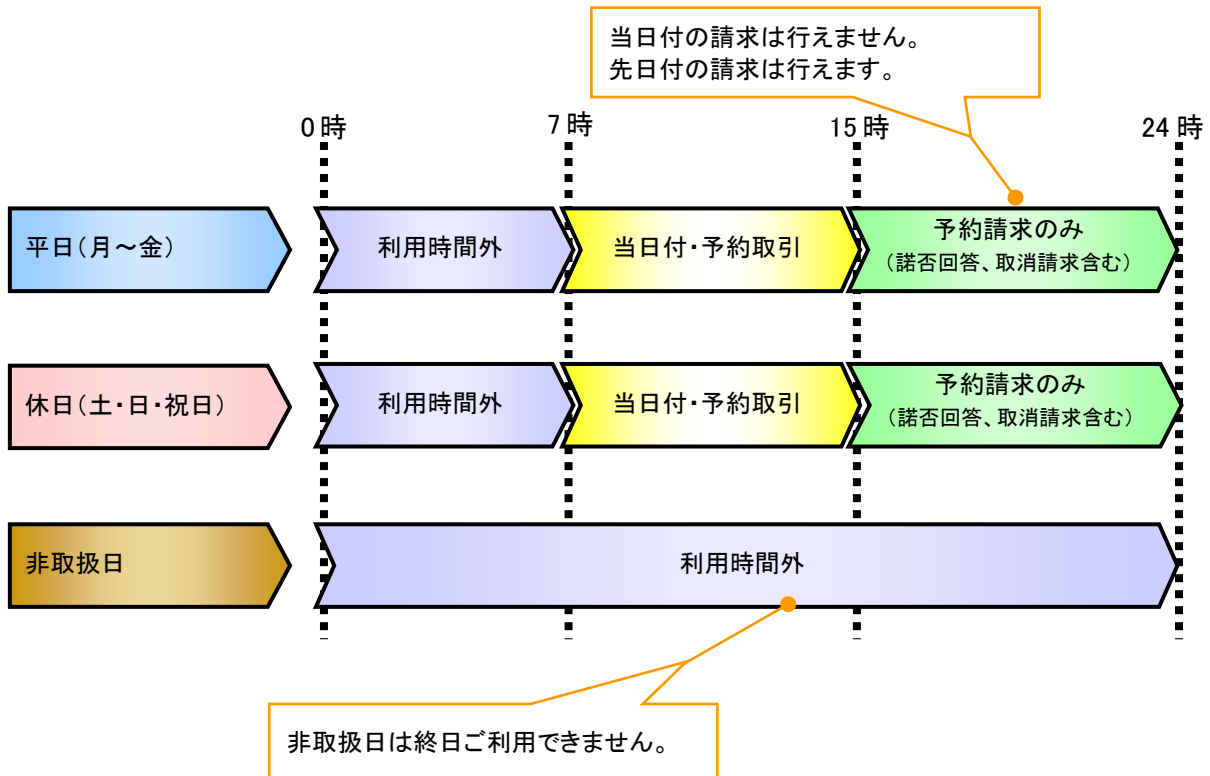 当日付の請求は行えません。
先日付の請求は行えます。
0時
7時
15時
24時
平日（月～金）
利用時間外
当日付・予約取引
予約請求のみ
（諾否回答、取消請求含む）
休日（土・日・祝日）
利用時間外
当日付・予約取引
予約請求のみ
（諾否回答、取消請求含む）
非取扱日
利用時間外
非取扱日は終日ご利用できません。